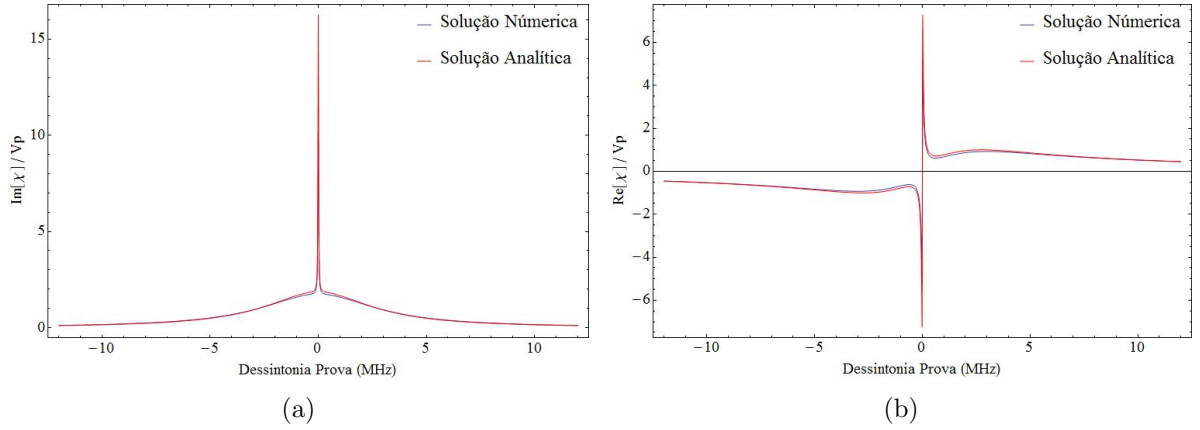 Solução Númerica
Solução Analítica
Im[χ] / Vp
15
10
5
0
−10
−5
0
5
10
Dessintonia Prova (MHz)
(a)
Solução Númerica
Solução Analítica
Re[χ] / Vp
6
4
2
0
−2
−4
−6
−10
−5
0
5
10
Dessintonia Prova (MHz)
(b)